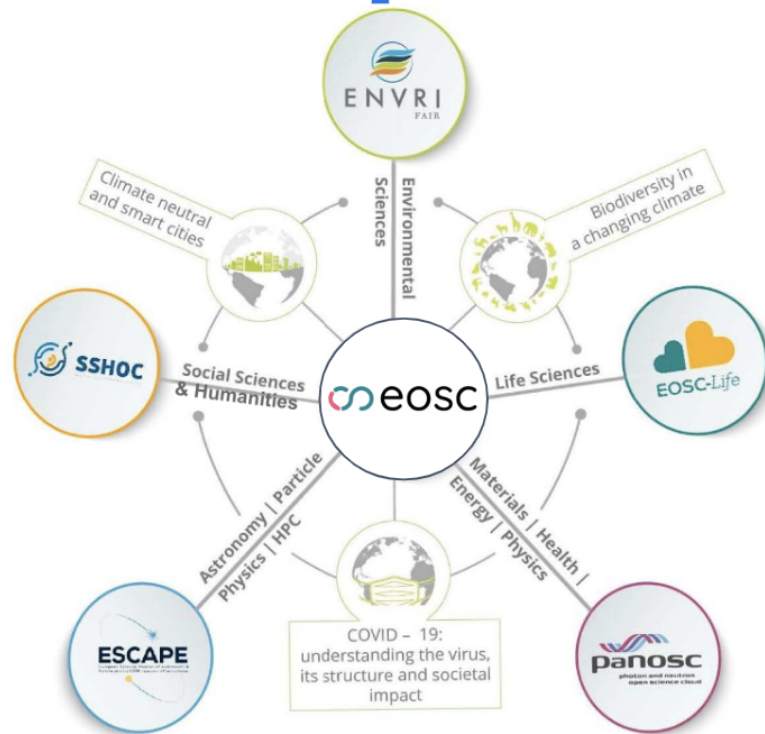 ENVRI
FAIR
Climate neutral
and smart cities
Environmental
Sciences
Biodiversity in
a changing climate
SSHOC
Social Sciences
& Humanities
eosc
Life Sciences
EOSC-Life
Astronomy | Particle
Physics | HPC
Materials | Health |
Energy | Physics
ESCAPE
COVID – 19:
understanding the virus,
its structure and societal
impact
panosc
photon and neutron
open science cloud